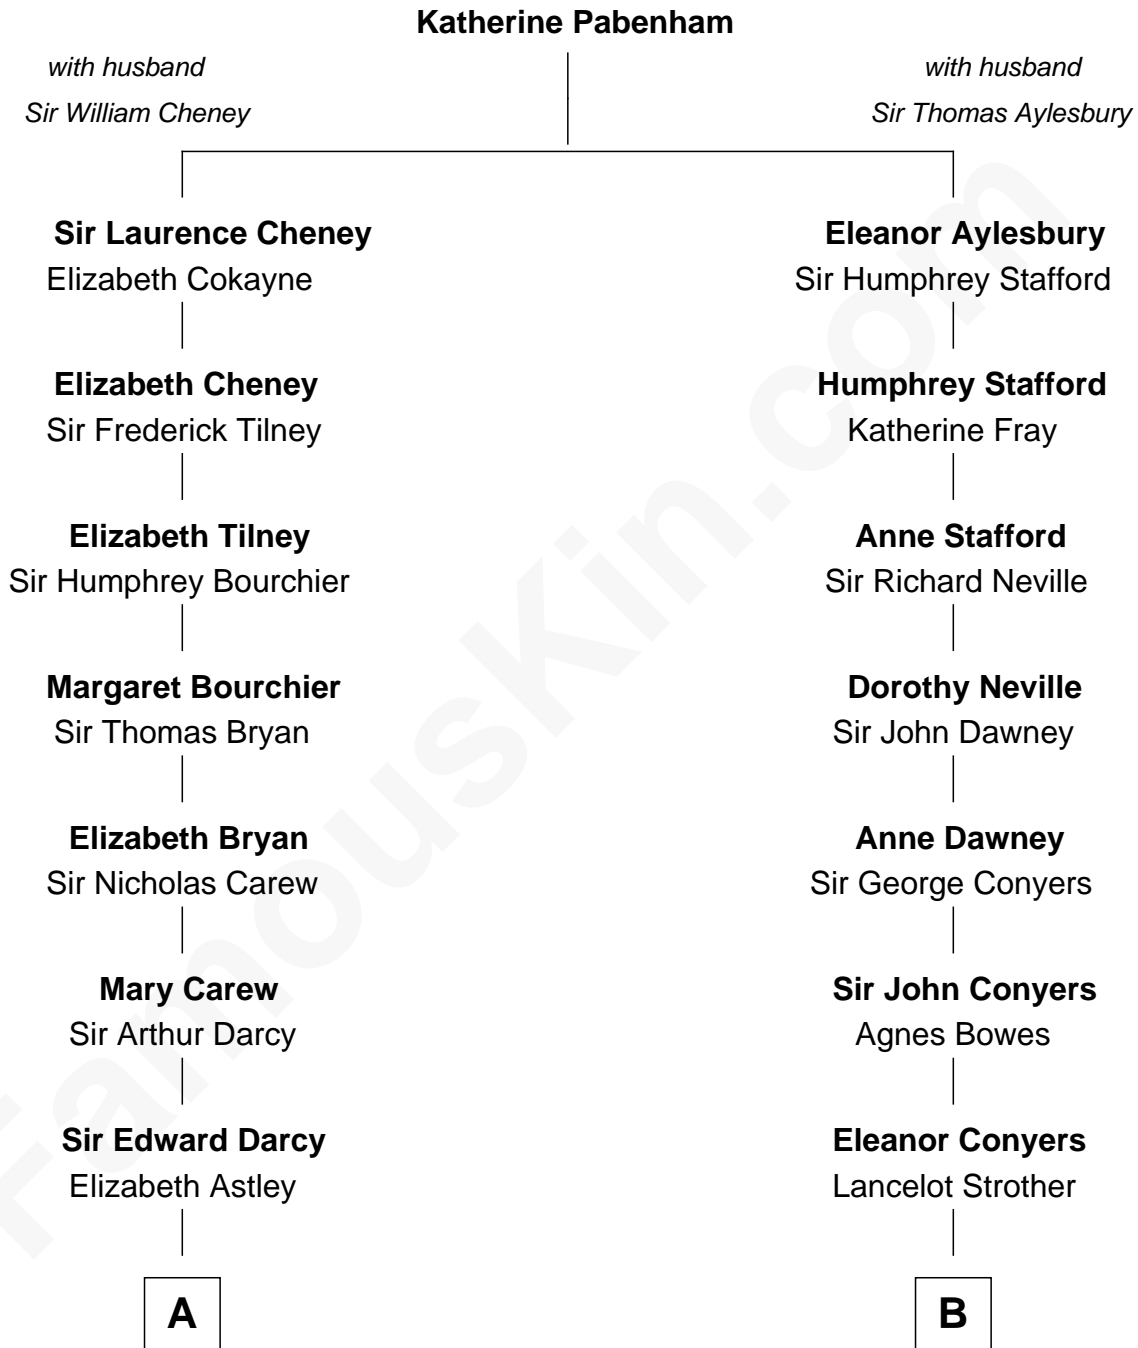 Katherine Pabenham
with husband
Sir William Cheney
with husband
Sir Thomas Aylesbury
Sir Laurence Cheney
Elizabeth Cokayne
Eleanor Aylesbury
Sir Humphrey Stafford
Elizabeth Cheney
Sir Frederick Tilney
Humphrey Stafford
Katherine Fray
Elizabeth Tilney
Sir Humphrey Bourchier
Anne Stafford
Sir Richard Neville
Margaret Bourchier
Sir Thomas Bryan
Dorothy Neville
Sir John Dawney
Elizabeth Bryan
Sir Nicholas Carew
Anne Dawney
Sir George Conyers
Mary Carew
Sir Arthur Darcy
Sir John Conyers
Agnes Bowes
Sir Edward Darcy
Elizabeth Astley
Eleanor Conyers
Lancelot Strother
A
B
FamousKin.com